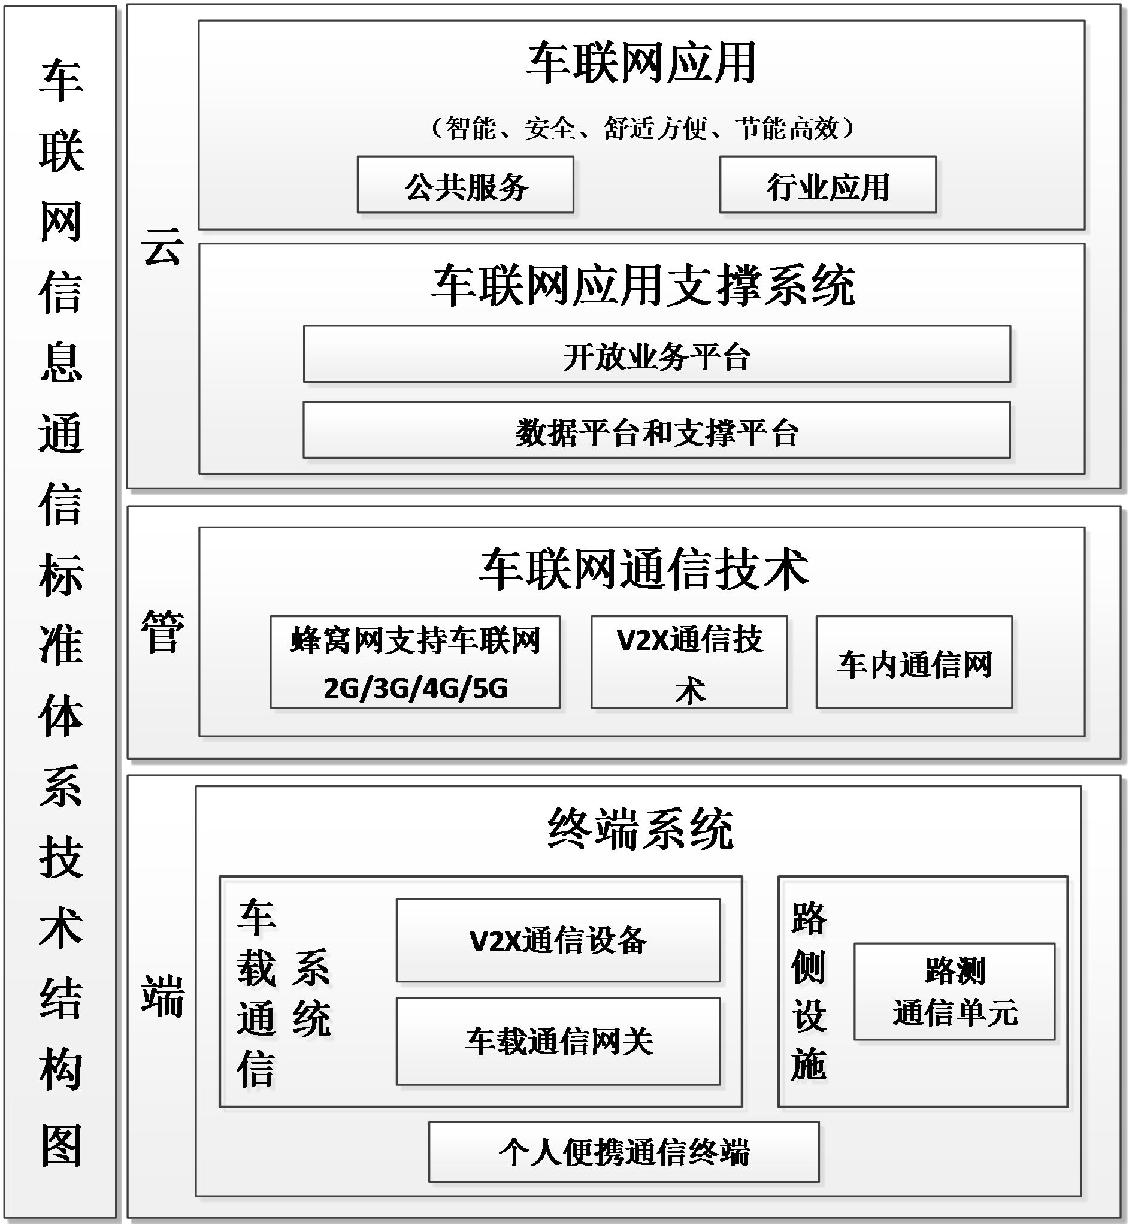 车联网信息通信标准体系技术结构图
云
车联网应用
（智能、安全、舒适方便、节能高效）
公共服务
行业应用
车联网应用支撑系统
开放业务平台
数据平台和支撑平台
管
车联网通信技术
蜂窝网支持车联网
2G/3G/4G/5G
V2X通信技
术
车内通信网
端
终端系统
车载通信
系统
V2X通信设备
车载通信网关
路侧设施
路测
通信单元
个人便携通信终端